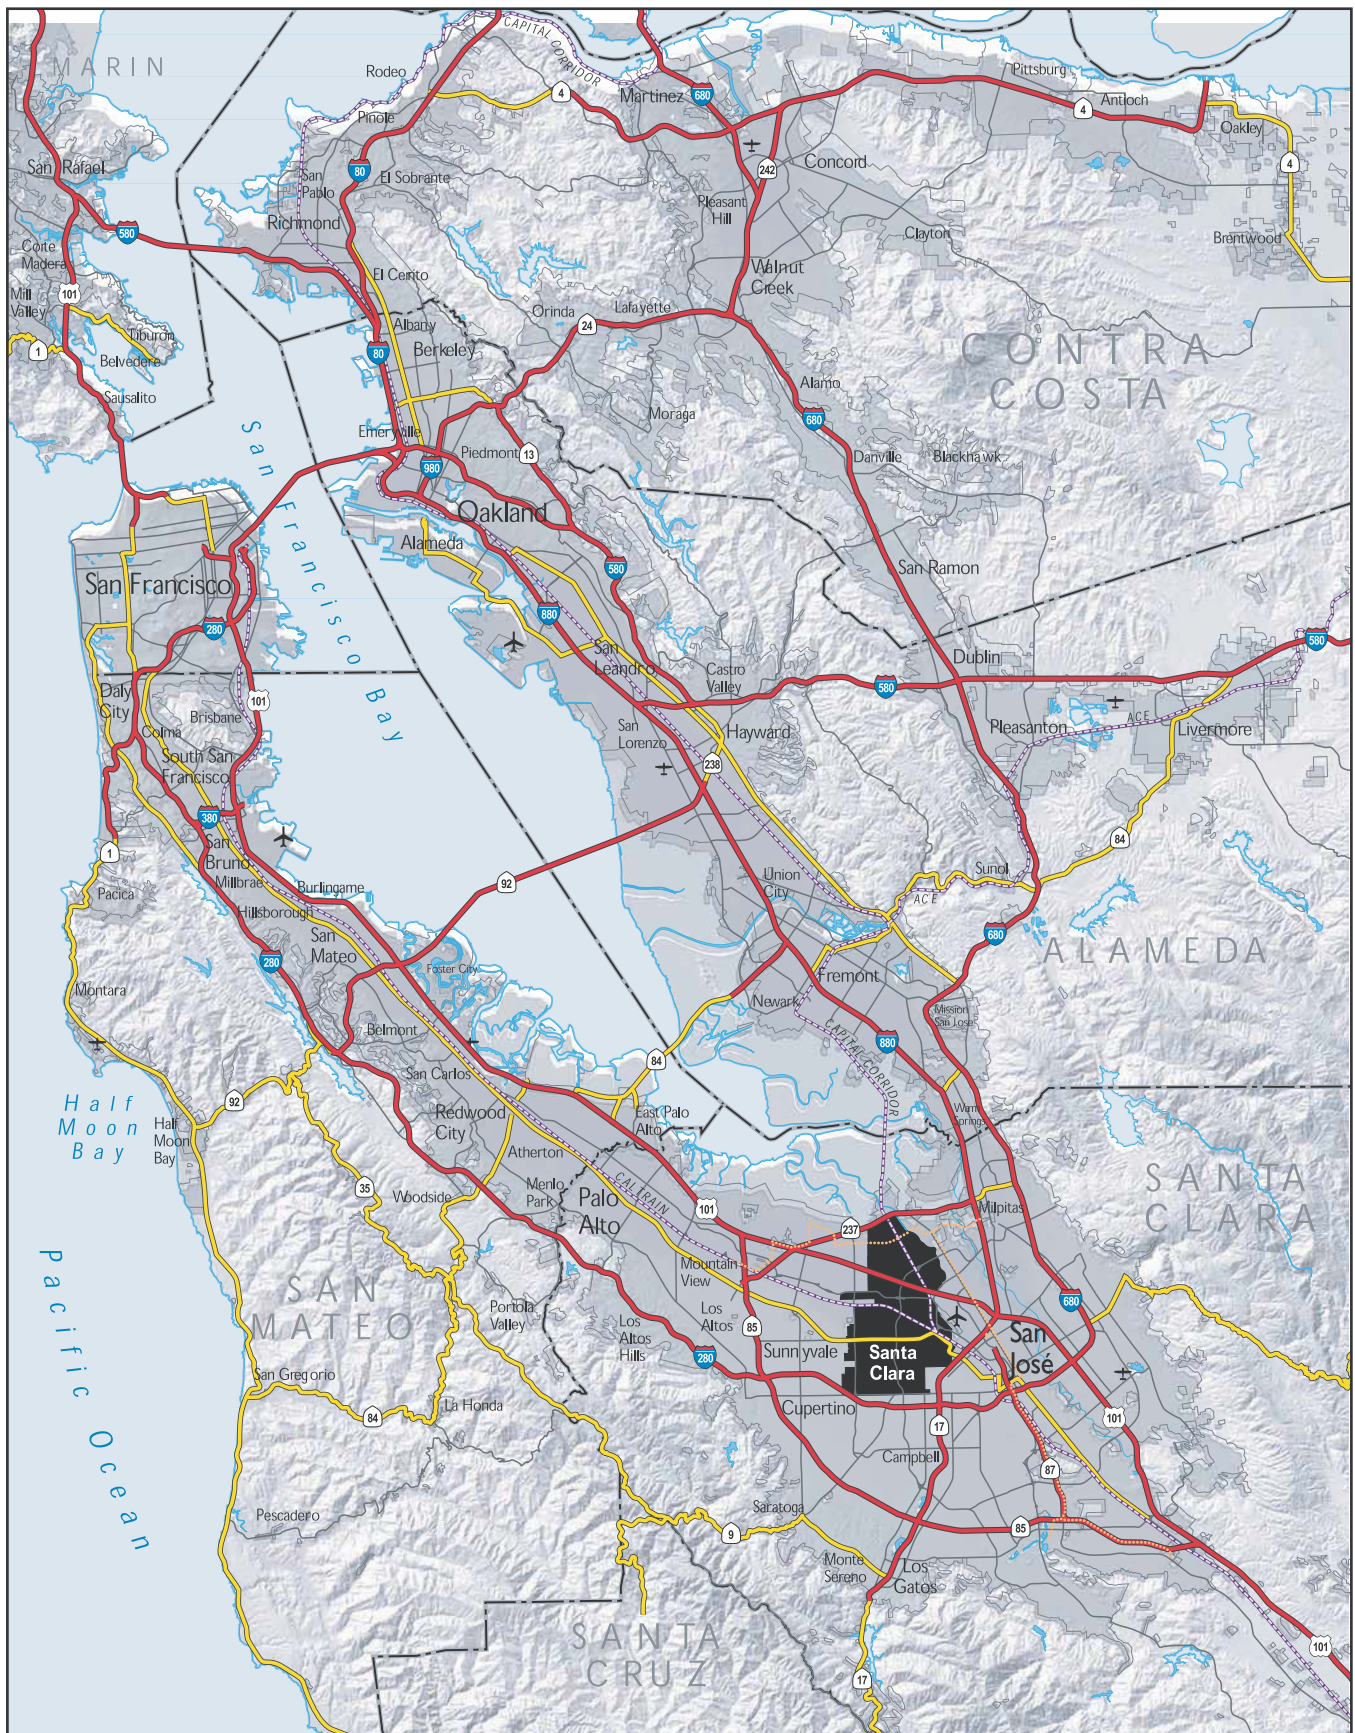 CAPITAL CORRIDOR
MARIN
Rodeo
Pittsburg
Martinez
680
4
4
Antioch
Pinole
Oakley
San Rafael
80
El Sobrante
242
Concord
4
San
Pablo
Pleasant
Hill
Richmond
580
Clayton
Brentwood
Corte
Madera
El Cerrito
Walnut
Creek
101
Mill
Valley
Orinda
Lafayette
24
Albany
Tiburon
1
Belvedere
80
Berkeley
CONTRA
COSTA
Sausalito
Alamo
Moraga
680
San Francisco Bay
Emeryville
Piedmont
13
980
Danville
Blackhawk
Oakland
Alameda
580
San Ramon
San Francisco
880
280
580
San
Leandro
Castro
Valley
Dublin
580
Daly
City
101
Brisbane
Colma
San
Lorenzo
Hayward
Pleasanton
ACE
Livermore
South San
Francisco
238
380
San
Bruno
84
1
Millbrae
Burlingame
92
Union
City
Sunol
Pacica
ACE
Hillsborough
San
Mateo
680
ALAMEDA
280
Foster City
Fremont
Montara
Newark
Mission
San Jose
Belmont
CAPITAL CORRIDOR
880
84
San Carlos
Half
Moon
Bay
92
Half
Moon
Bay
Redwood
City
East Palo
Alto
Warm
Springs
Atherton
SANTA
CLARA
35
Woodside
Menlo
Park
CALTRAIN
Palo
Alto
101
237
Milpitas
Pacific Ocean
Mountain
View
SAN
MATEO
Portola
Valley
Los
Altos
Hills
Los
Altos
85
680
280
Sunnyvale
Santa
Clara
San
José
San Gregorio
La Honda
84
Cupertino
17
101
Campbell
87
Pescadero
Saratoga
9
85
Monte
Sereno
Los
Gatos
SANTA
CRUZ
101
17